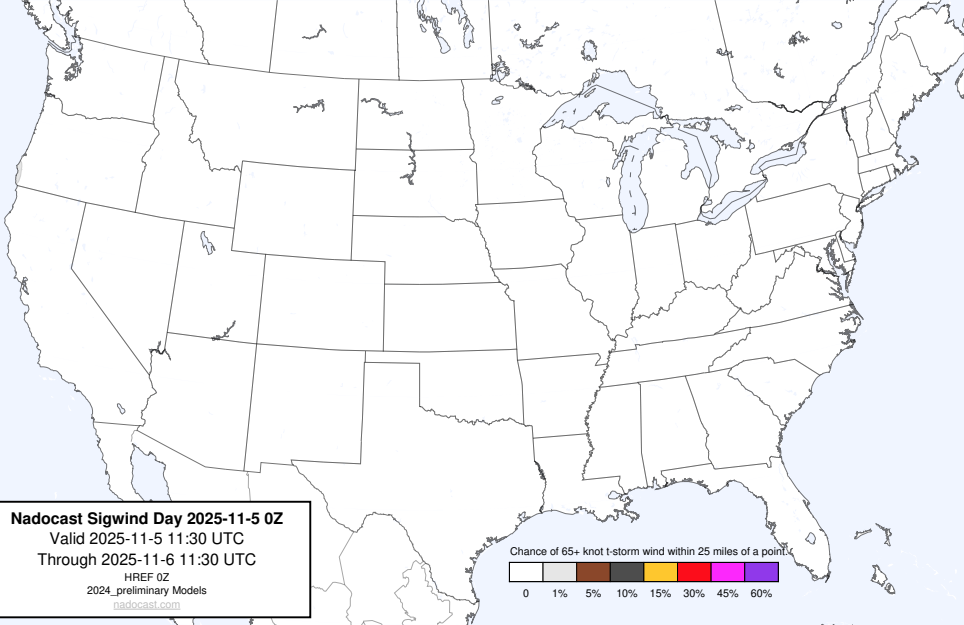 Nadocast Sigwind Day 2025-11-5 0Z
Valid 2025-11-5 11:30 UTC
Through 2025-11-6 11:30 UTC
HREF 0Z
2024_preliminary Models
nadocast.com
Chance of 65+ knot t-storm wind within 25 miles of a point.
0 1% 5% 10% 15% 30% 45% 60%